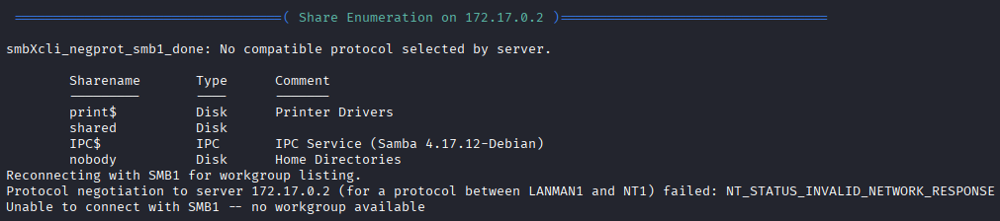 ( Share Enumeration on 172.17.0.2 )
smbXcli_negprot_smb1_done: No compatible protocol selected by server.
Sharename Type Comment
print$ Disk Printer Drivers
shared Disk
IPC$ IPC IPC Service (Samba 4.17.12-Debian)
nobody Disk Home Directories
Reconnecting with SMB1 for workgroup listing.
Protocol negotiation to server 172.17.0.2 (for a protocol between LANMAN1 and NT1) failed: NT_STATUS_INVALID_NETWORK_RESPONSE
Unable to connect with SMB1 -- no workgroup available